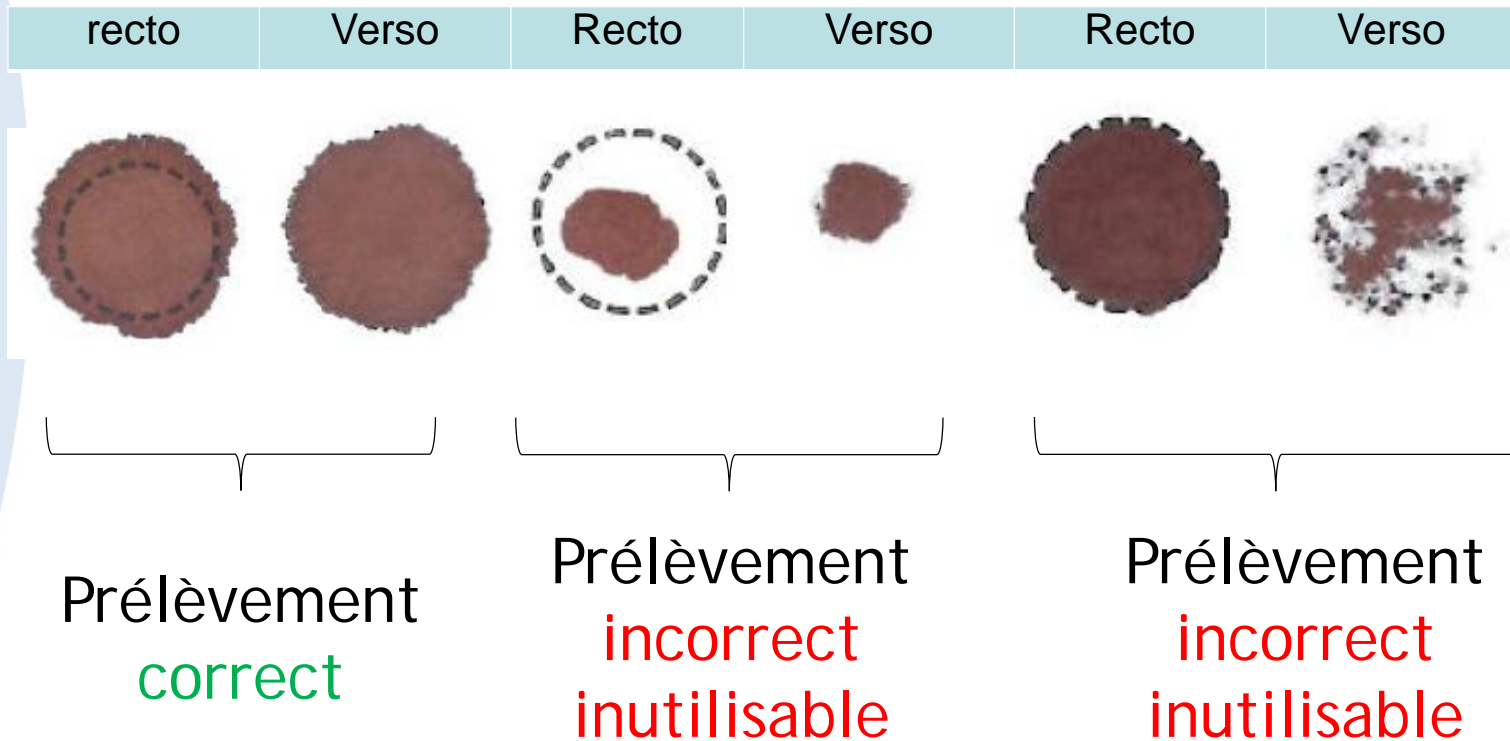 recto Verso Recto Verso Recto Verso
Prélèvement
correct
Prélèvement
incorrect
inutilisable
Prélèvement
incorrect
inutilisable